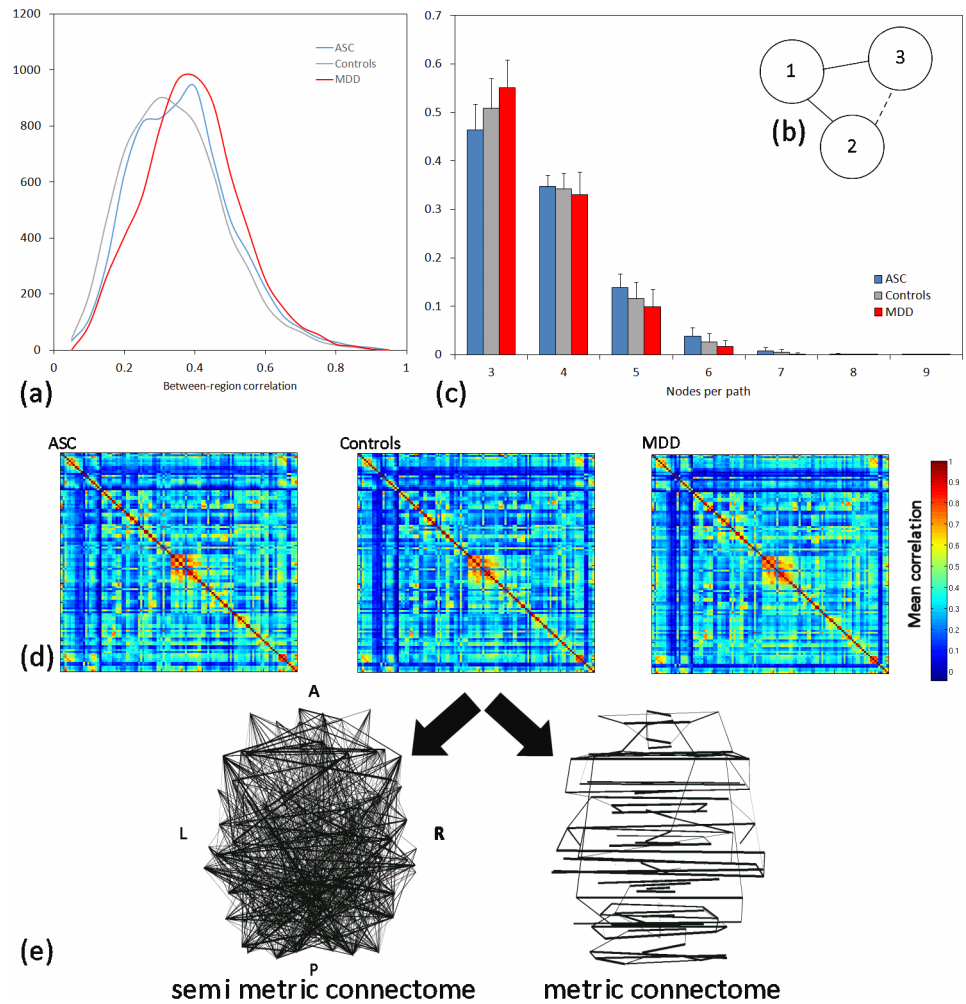 1200
1000
800
600
400
200
0
0 0.2 0.4 0.6 0.8 1
Between-region correlation
ASC
Controls
MDD
(a)
0.7
0.6
0.5
0.4
0.3
0.2
0.1
0
3 4 5 6 7 8 9
Nodes per path
ASC
Controls
MDD
(c)
1
3
2
(b)
ASC
Controls
MDD
1
0.9
0.8
0.7
0.6
0.5
0.4
0.3
0.2
0.1
0
Mean correlation
(d)
A
L
R
P
(e)
semi metric connectome
metric connectome